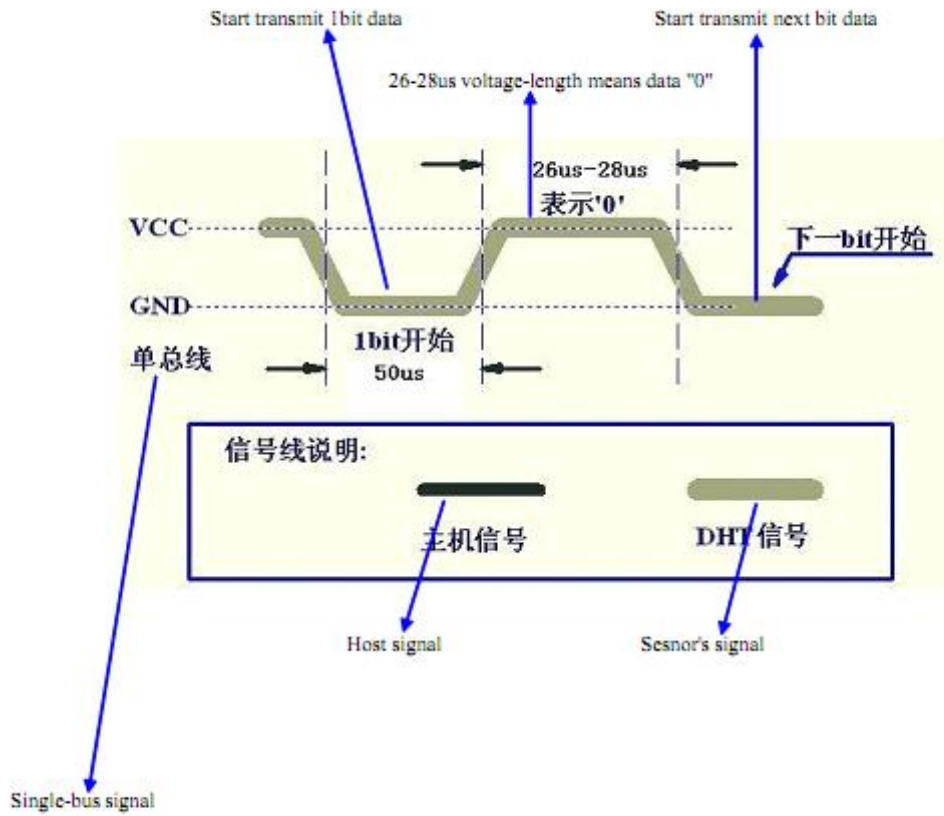 Start transmit 1bit data
Start transmit next bit data
26-28us voltage-length means data "0"
26us-28us
表示'0'
VCC
下一bit开始
GND
1bit开始
单总线
50us
信号线说明:
主机信号
DHT信号
Host signal
Sesnor's signal
Single-bus signal